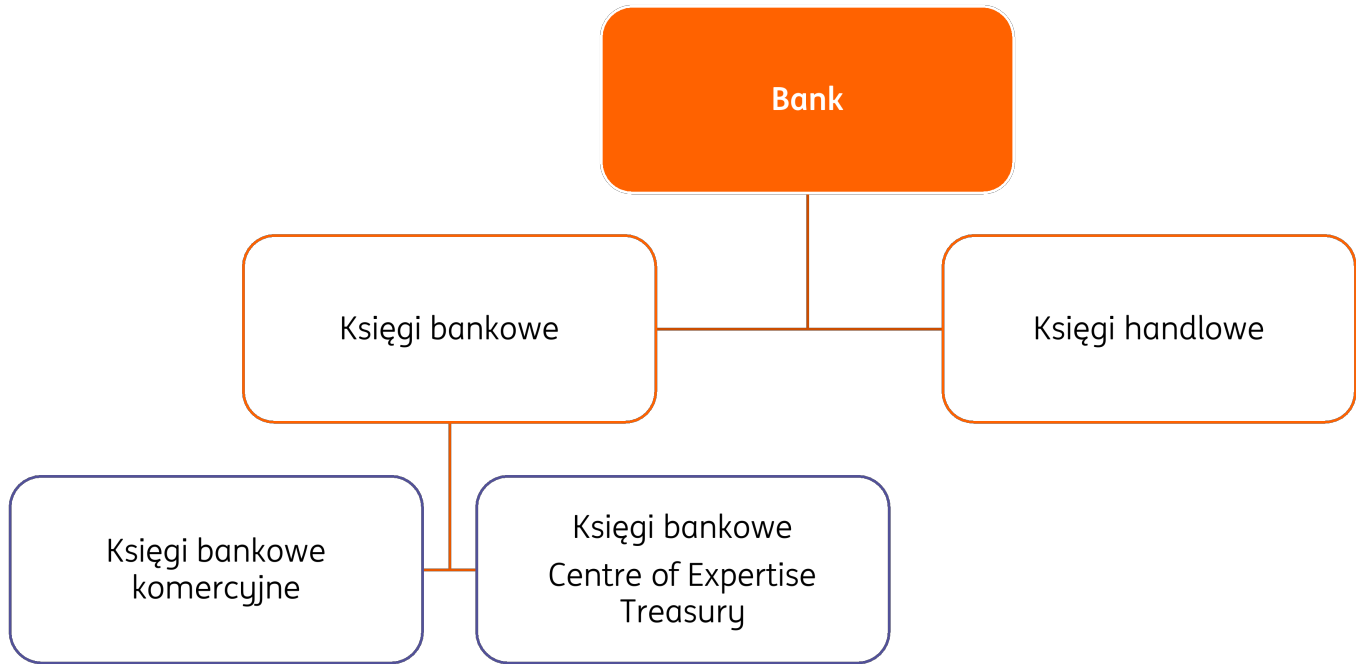 Bank
Księgi bankowe
Księgi handlowe
Księgi bankowe
komercyjne
Księgi bankowe
Centre of Expertise
Treasury